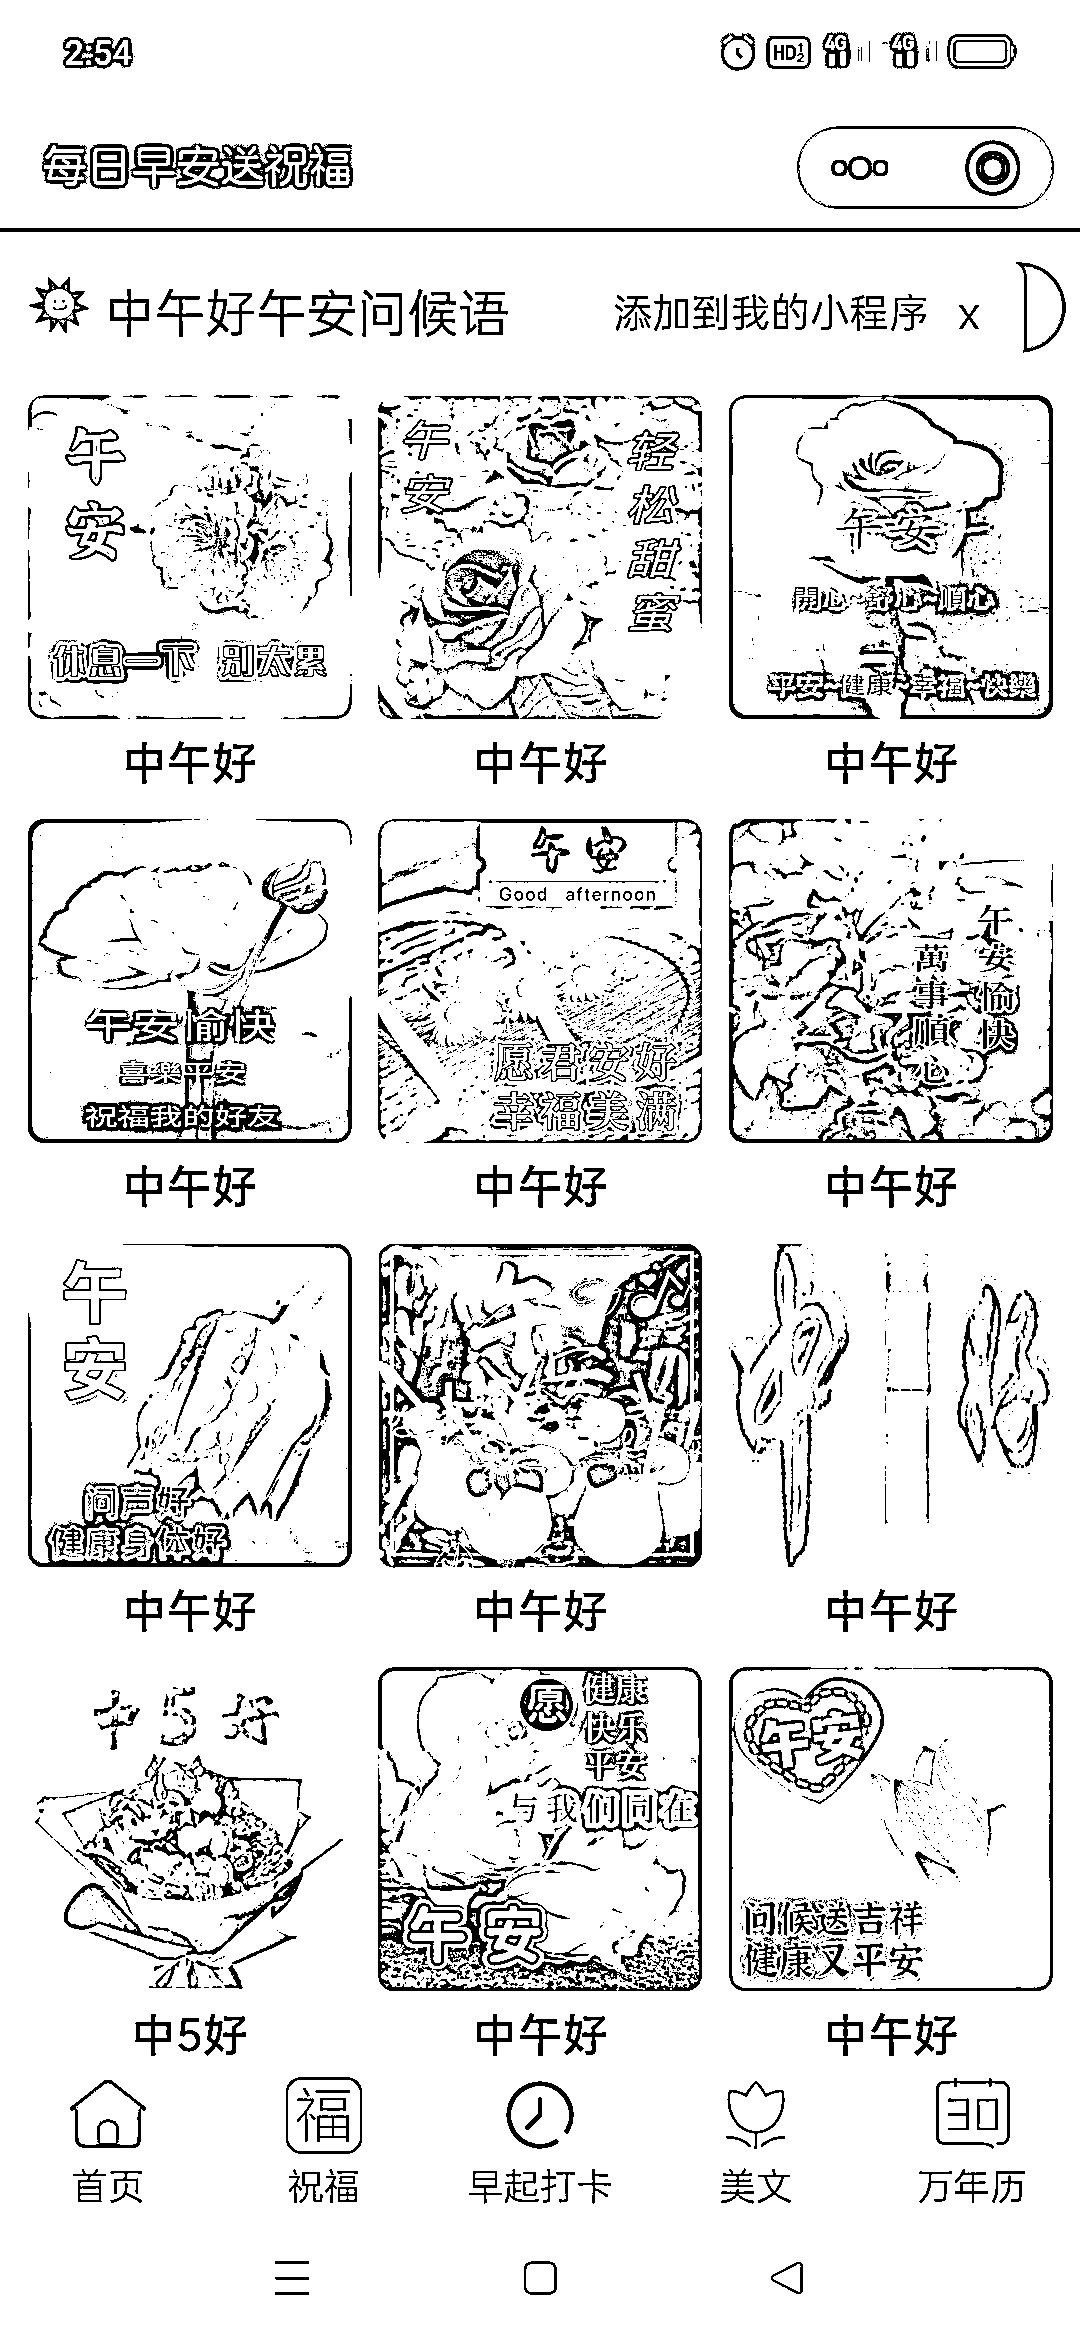 2:54
HD 4G 4G
每日早安送祝福
中午好午安问候语
添加到我的小程序 x
午安
休息一下 别太累
午安
轻松甜蜜
午安
開心~舒心~順心
平安~健康~幸福~快樂
中午好 中午好 中午好
午安愉快
喜樂平安
祝福我的好友
午安
Good afternoon
愿君安好
幸福美满
午安愉快
萬事順心
中午好 中午好 中午好
午安
问声好
健康身体好
中午好 中午好 中午好
中5好
愿
健康
快乐
平安
与我们同在
午安
午安
问候送吉祥
健康又平安
中5好 中午好 中午好
福 30
首页 祝福 早起打卡 美文 万年历